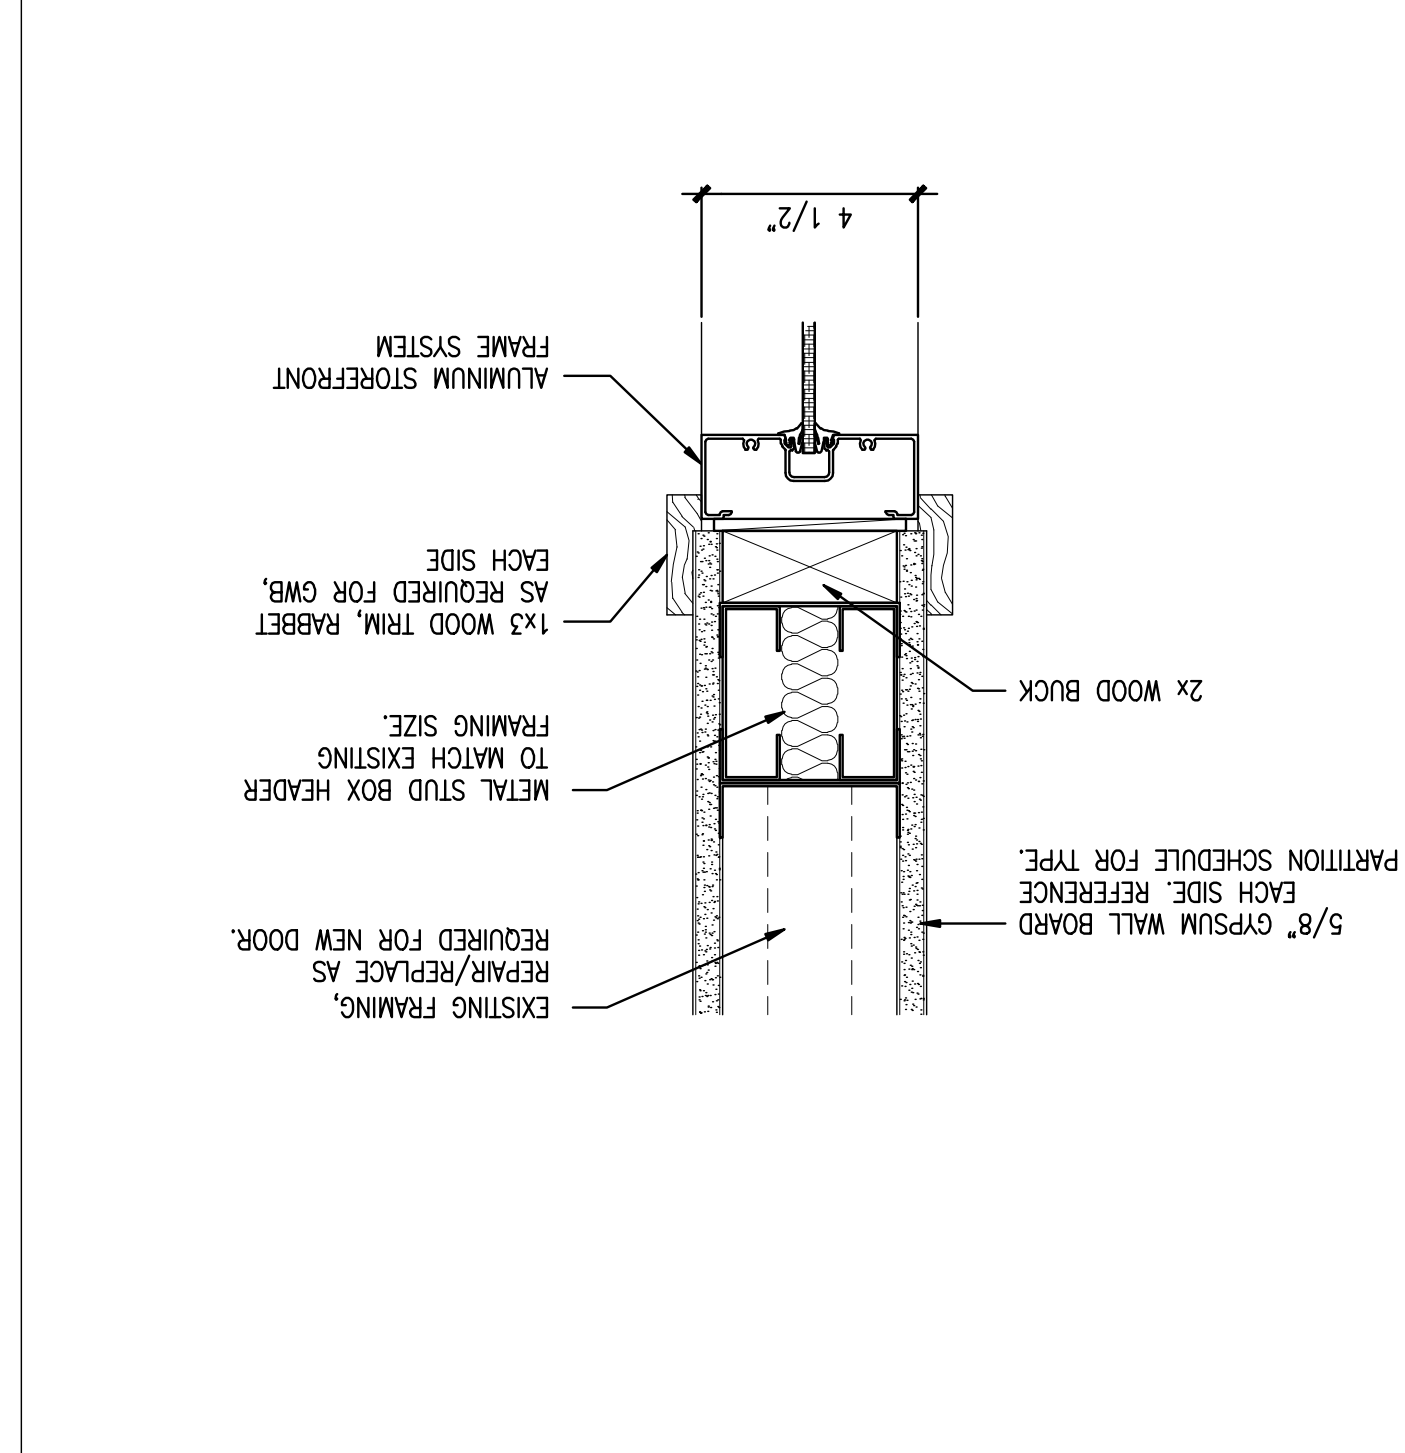 EXISTING FRAMING,
REPAIR/REPLACE AS
REQUIRED FOR NEW DOOR.
5/8" GYPSUM WALL BOARD
EACH SIDE. REFERENCE
PARTITION SCHEDULE FOR TYPE.
METAL STUD BOX HEADER
TO MATCH EXISTING
FRAMING SIZE.
2x WOOD BUCK
1x3 WOOD TRIM, RABBET
AS REQUIRED FOR GWB,
EACH SIDE
ALUMINUM STOREFRONT
FRAME SYSTEM
4 1/2"